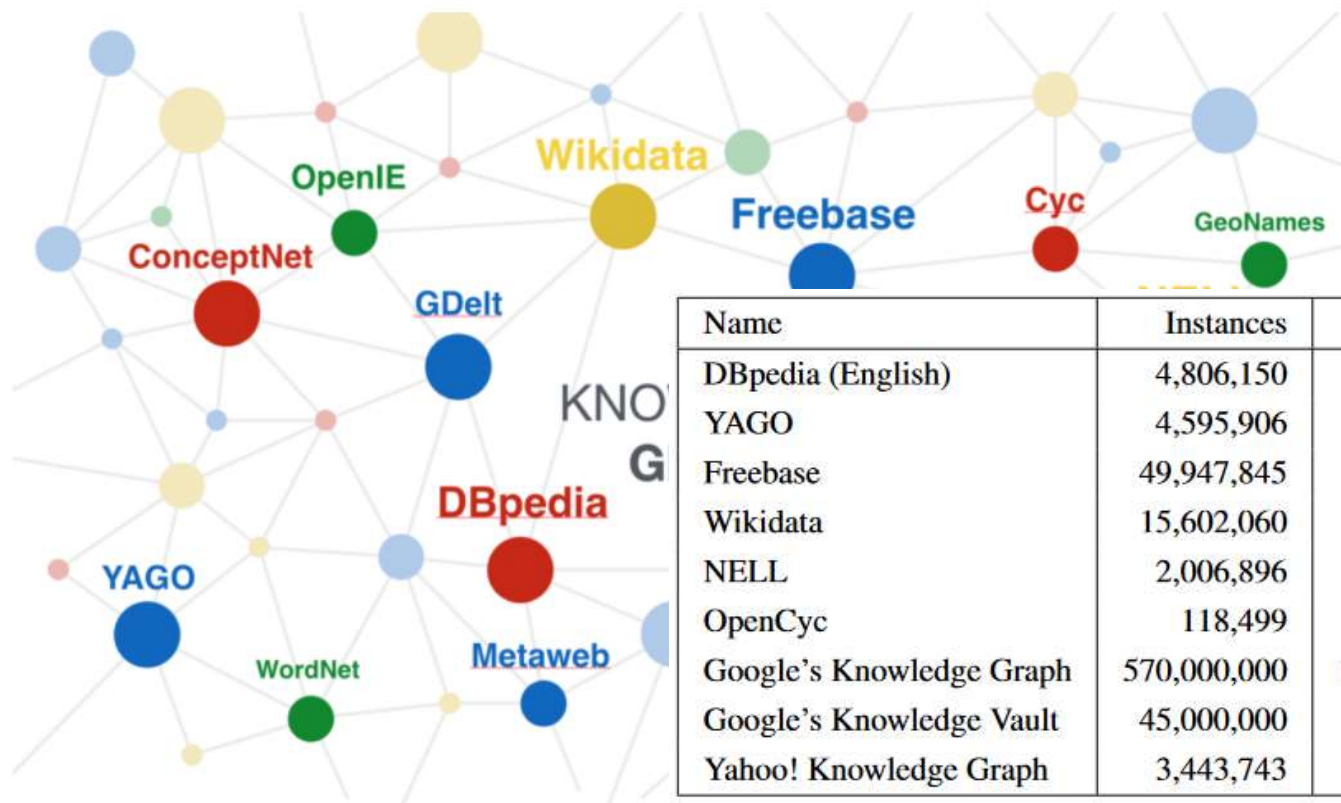 Wikidata
OpenIE
Freebase
Cyc
GeoNames
ConceptNet
GDelt
KNO
G
DBpedia
YAGO
WordNet
Metaweb
Name Instances
DBpedia (English) 4,806,150
YAGO 4,595,906
Freebase 49,947,845
Wikidata 15,602,060
NELL 2,006,896
OpenCyc 118,499
Google's Knowledge Graph 570,000,000
Google's Knowledge Vault 45,000,000
Yahoo! Knowledge Graph 3,443,743